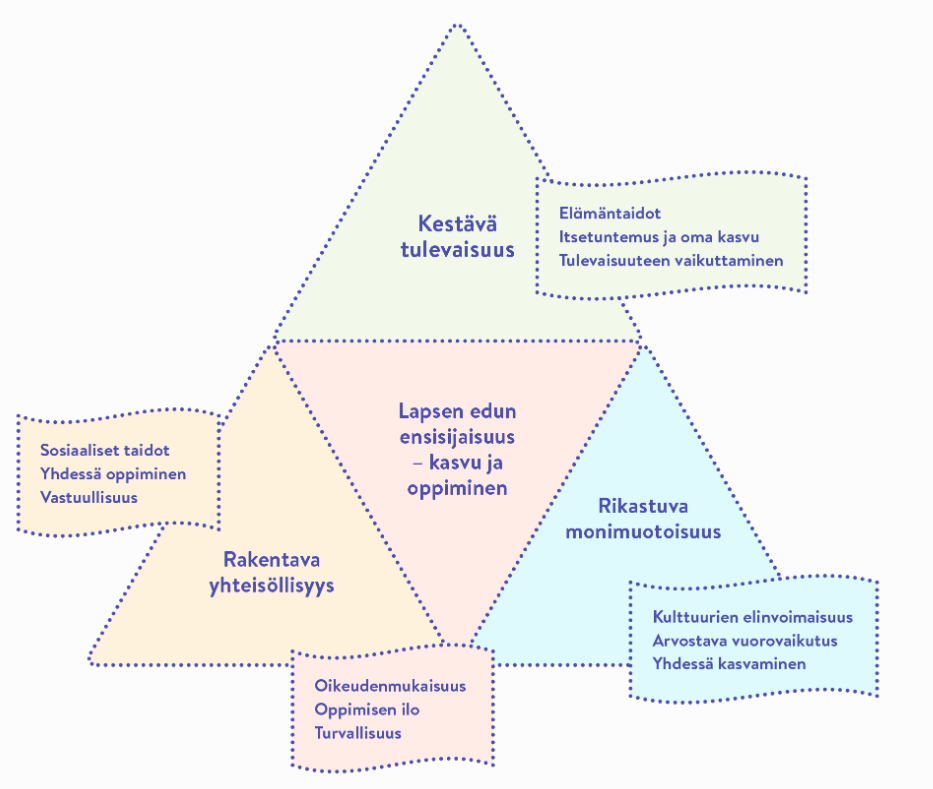 Kestävä
tulevaisuus
Elämäntaidot
Itsetuntemus ja oma kasvu
Tulevaisuuteen vaikuttaminen
Lapsen edun
ensisijaisuus
– kasvu ja
oppiminen
Sosiaaliset taidot
Yhdessä oppiminen
Vastuullisuus
Rakentava
yhteisöllisyys
Rikastuva
monimuotoisuus
Kulttuurien elinvoimaisuus
Arvostava vuorovaikutus
Yhdessä kasvaminen
Oikeudenmukaisuus
Oppimisen ilo
Turvallisuus